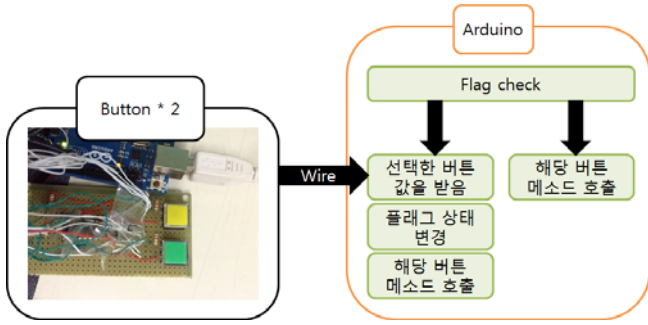 Arduino
Button * 2
Flag check
Wire
선택한 버튼
값을 받음
해당 버튼
메소드 호출
플래그 상태
변경
해당 버튼
메소드 호출